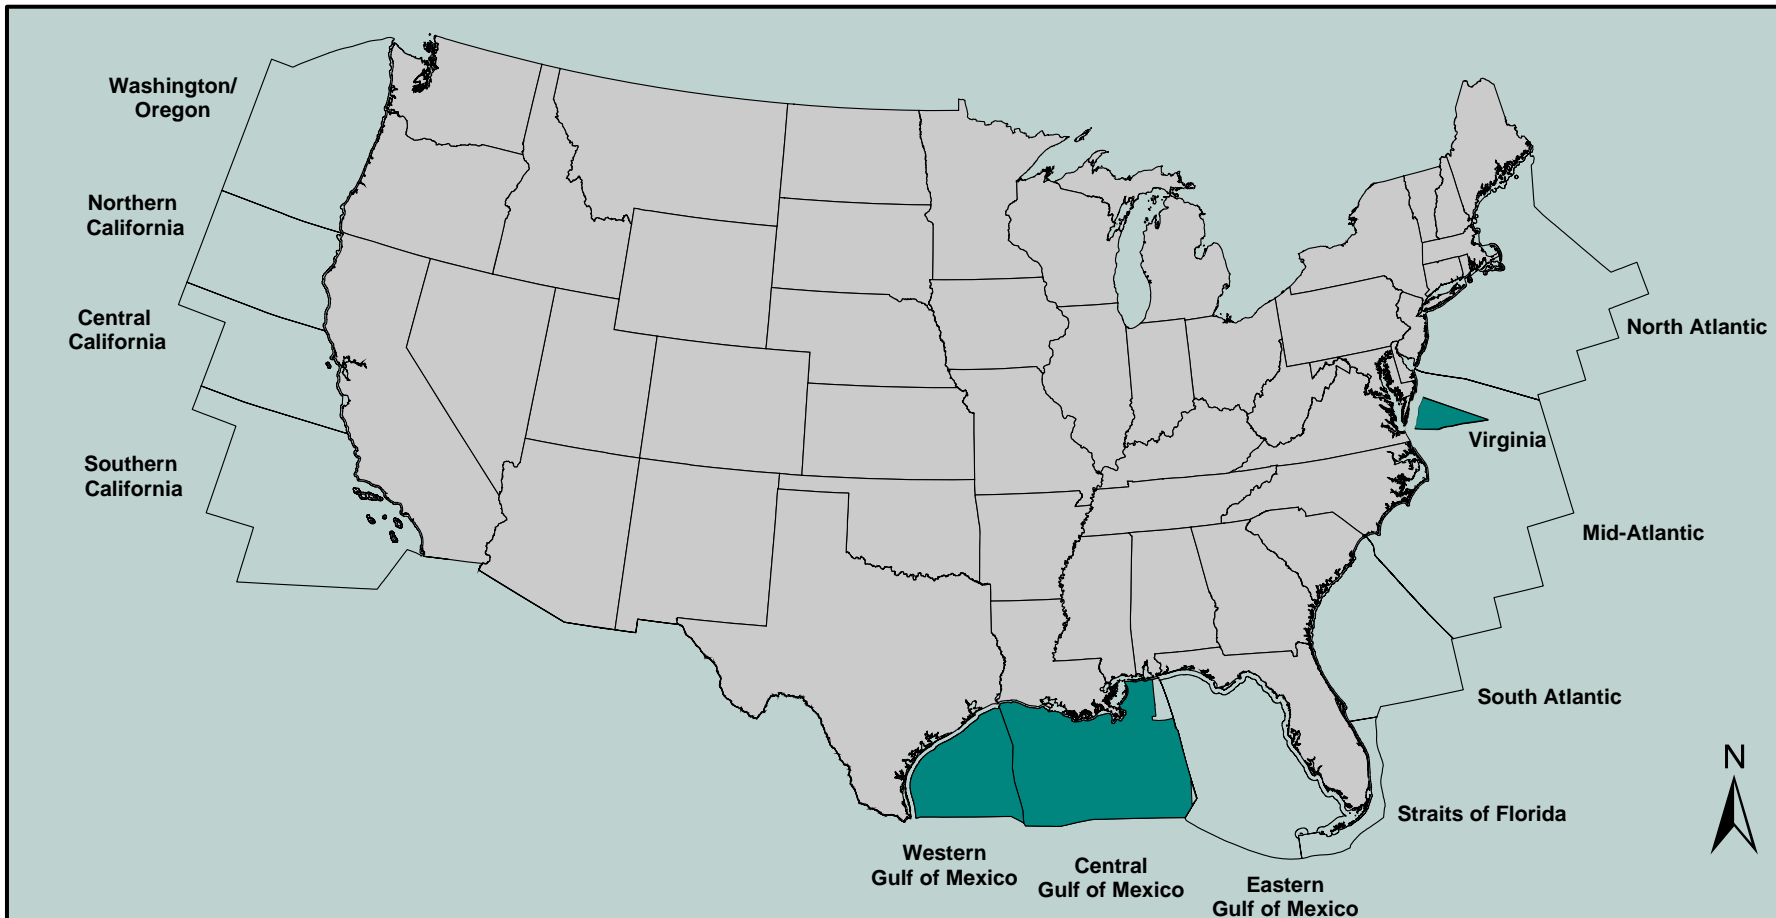 Washington/
Oregon
Northern
California
Central
California
Southern
California
North Atlantic
Virginia
Mid-Atlantic
South Atlantic
N
Straits of Florida
Western
Gulf of Mexico
Central
Gulf of Mexico
Eastern
Gulf of Mexico